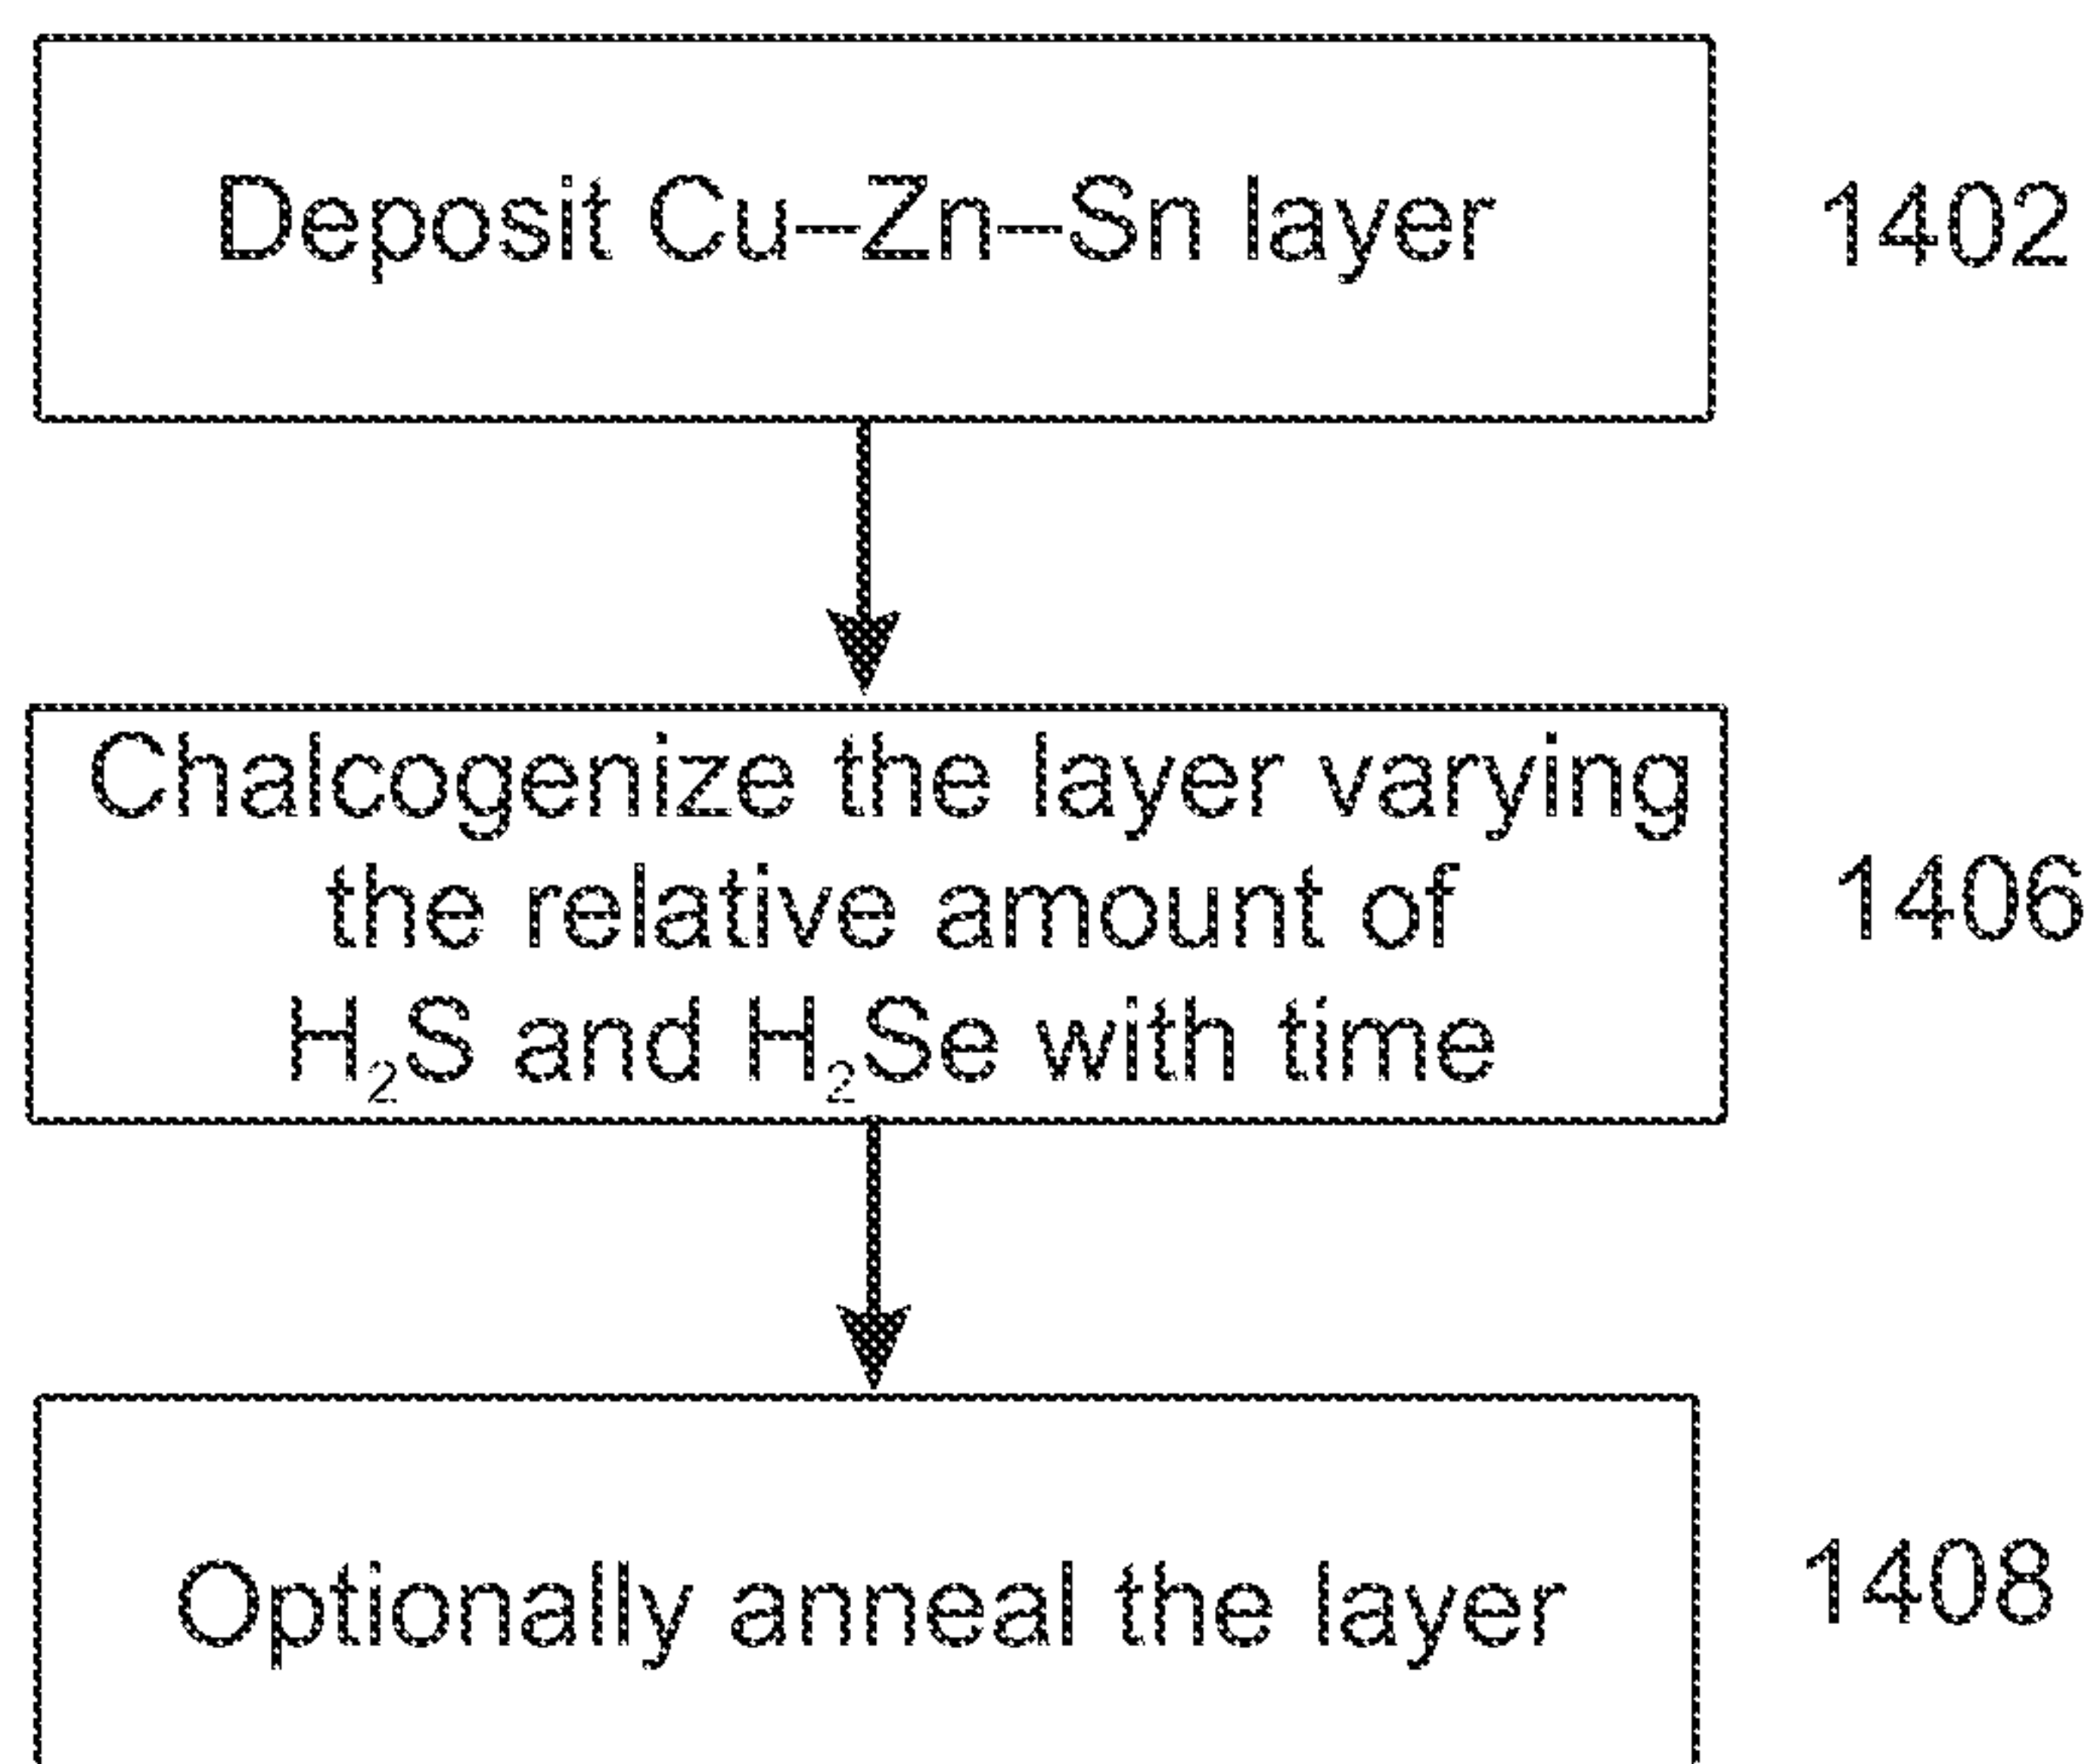 Deposit Cu–Zn–Sn layer
1402
Chalcogenize the layer varying
the relative amount of
1406
H₂S and H₂Se with time
Optionally anneal the layer
1408